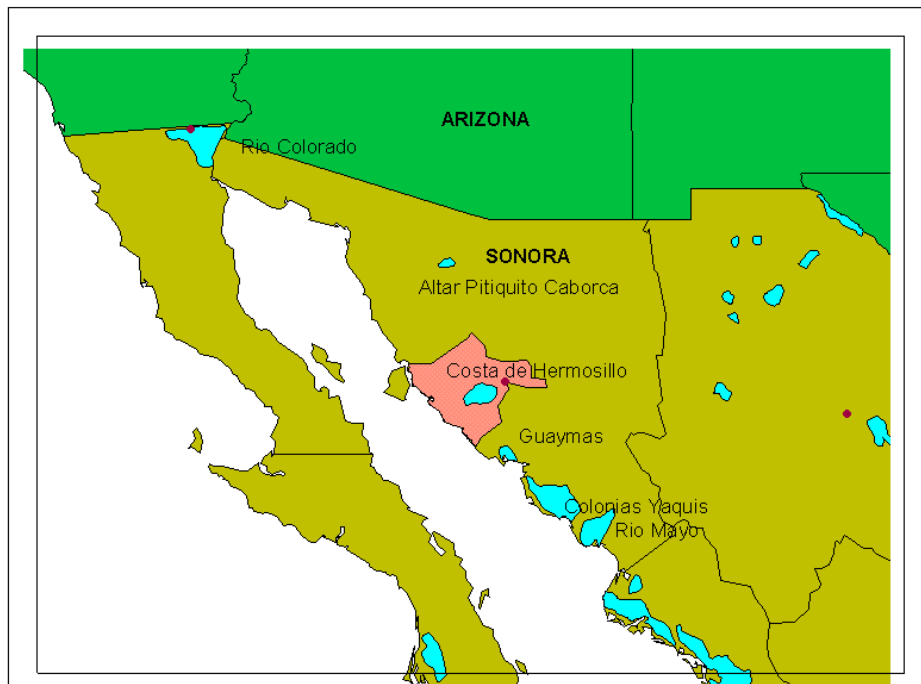 ARIZONA
Rio Colorado
SONORA
Altar Pitiquito Caborca
Costa de Hermosillo
Guaymas
Colonias Yaquis
Rio Mayo